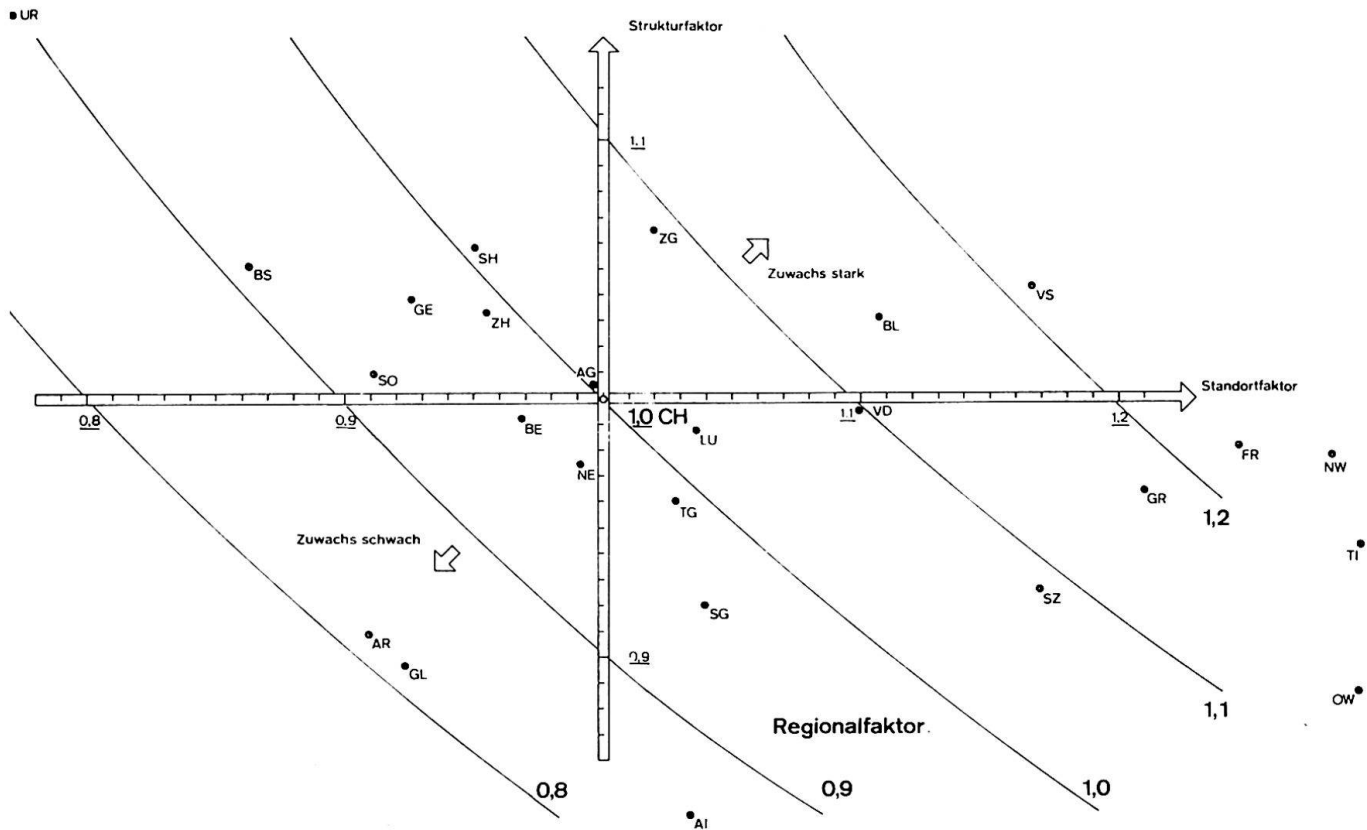 UR
Strukturfaktor
1.1
ZG
SH
Zuwachs stark
BS
VS
GE
ZH
BL
SO
AG
Standortfaktor
0.8
0.9
1,0 CH
1.1
VD
1.2
BE
LU
FR
NW
NE
GR
TG
1,2
Zuwachs schwach
TI
SZ
SG
AR
0,9
GL
OW
1,1
Regionalfaktor
0,8
0,9
1,0
AI